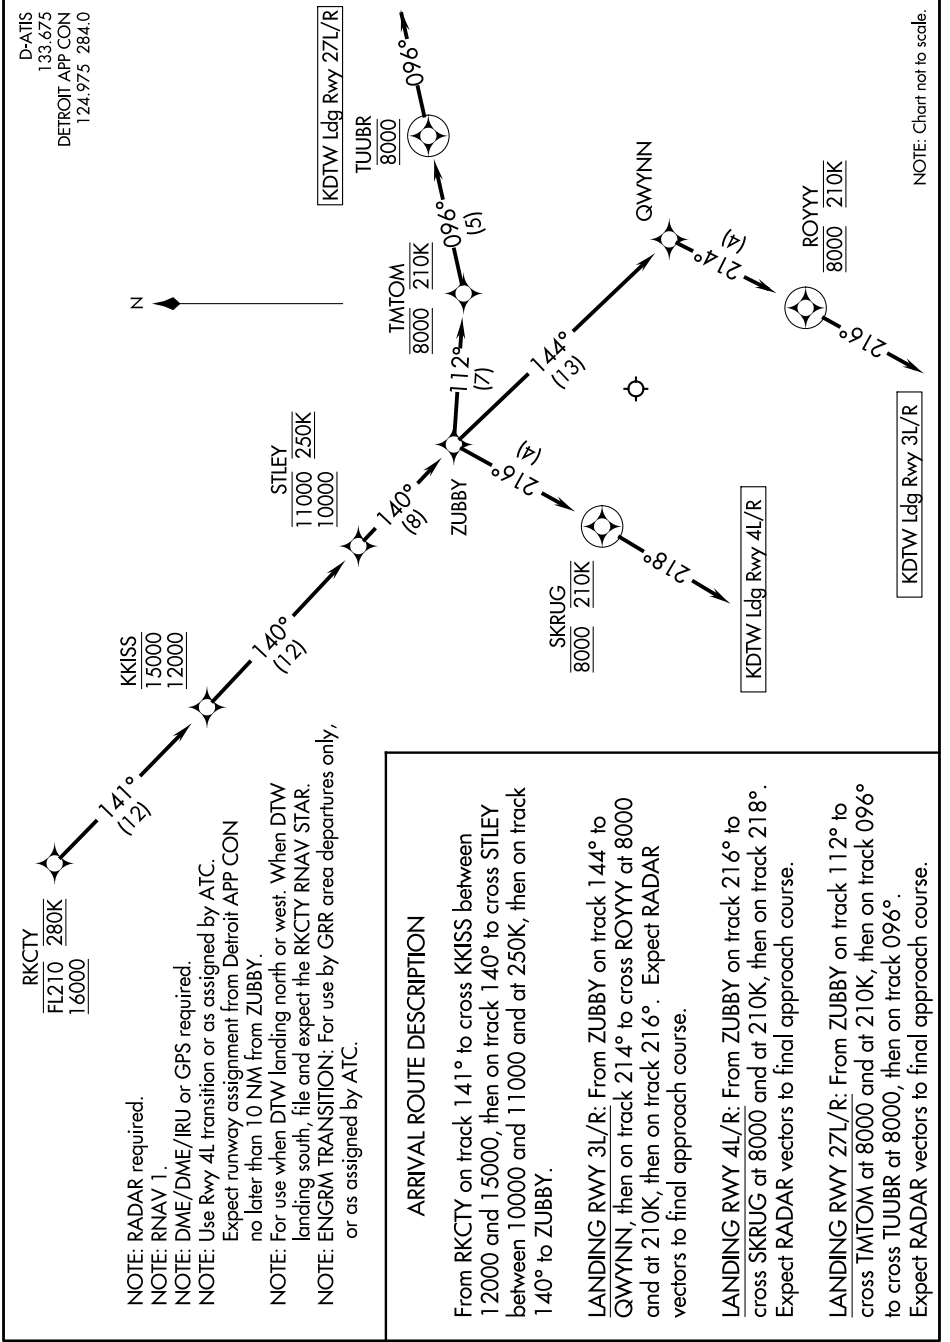 D-ATIS
133.675
DETROIT APP CON
124.975 284.0
RKCTY
FL210 280K
16000
141°
(12)
KKISS
15000
12000
140°
(12)
STLEY
11000 250K
10000
140°
(8)
ZUBBY
N
112°
(7)
TMTOM
8000 210K
096°
(5)
TUUBR
8000
096°
KDTW Ldg Rwy 27L/R
144°
(13)
QWYNN
214°
(4)
ROYYY
8000 210K
216°
KDTW Ldg Rwy 3L/R
216°
(4)
SKRUG
8000 210K
218°
KDTW Ldg Rwy 4L/R
NOTE: Chart not to scale.
NOTE: RADAR required.
NOTE: RNAV 1.
NOTE: DME/DME/IRU or GPS required.
NOTE: Use Rwy 4L transition or as assigned by ATC.
Expect runway assignment from Detroit APP CON
no later than 10 NM from ZUBBY.
NOTE: For use when DTW landing north or west. When DTW
landing south, file and expect the RKCTY RNAV STAR.
NOTE: ENGRM TRANSITION: For use by GRR area departures only,
or as assigned by ATC.
ARRIVAL ROUTE DESCRIPTION
From RKCTY on track 141° to cross KKISS between
12000 and 15000, then on track 140° to cross STLEY
between 10000 and 11000 and at 250K, then on track
140° to ZUBBY.
LANDING RWY 3L/R: From ZUBBY on track 144° to
QWYNN, then on track 214° to cross ROYYY at 8000
and at 210K, then on track 216°. Expect RADAR
vectors to final approach course.
LANDING RWY 4L/R: From ZUBBY on track 216° to
cross SKRUG at 8000 and at 210K, then on track 218°.
Expect RADAR vectors to final approach course.
LANDING RWY 27L/R: From ZUBBY on track 112° to
cross TMTOM at 8000 and at 210K, then on track 096°
to cross TUUBR at 8000, then on track 096°.
Expect RADAR vectors to final approach course.